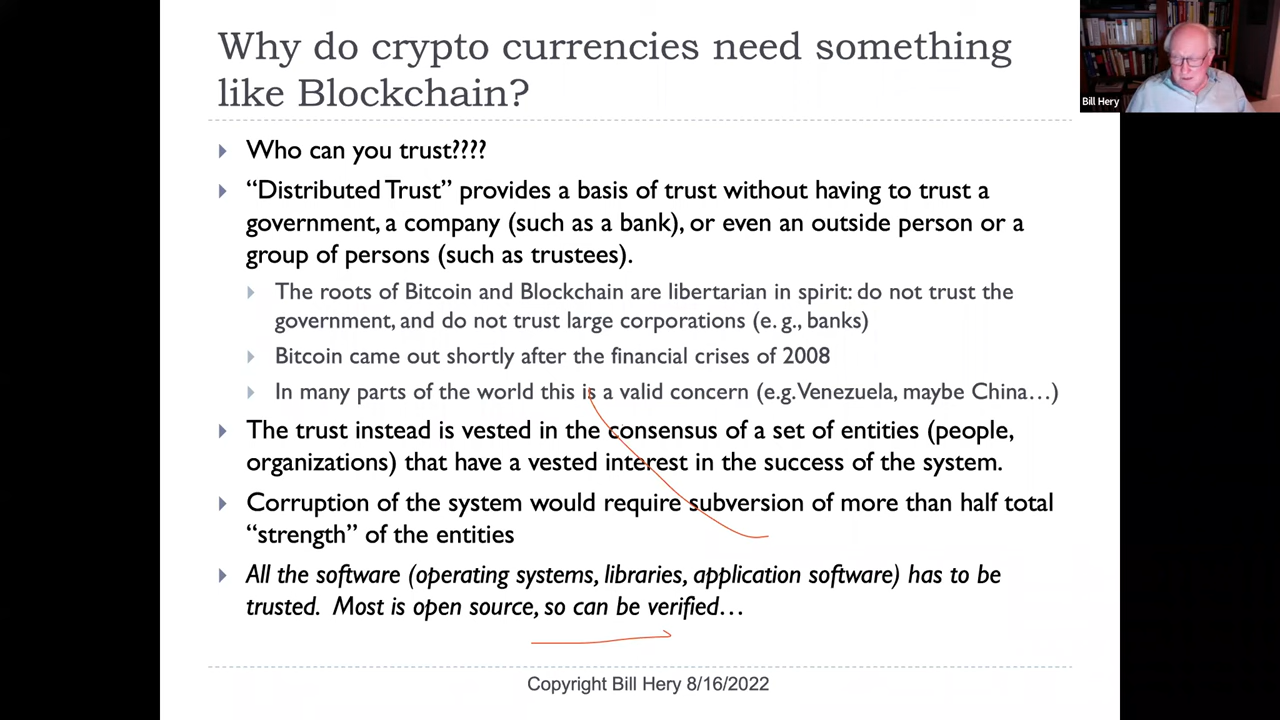 Why do crypto currencies need something
like Blockchain?
Bill Hery
Who can you trust????
“Distributed Trust” provides a basis of trust without having to trust a
government, a company (such as a bank), or even an outside person or a
group of persons (such as trustees).
The roots of Bitcoin and Blockchain are libertarian in spirit: do not trust the
government, and do not trust large corporations (e. g., banks)
Bitcoin came out shortly after the financial crises of 2008
In many parts of the world this is a valid concern (e.g. Venezuela, maybe China…)
The trust instead is vested in the consensus of a set of entities (people,
organizations) that have a vested interest in the success of the system.
Corruption of the system would require subversion of more than half total
“strength” of the entities
All the software (operating systems, libraries, application software) has to be
trusted. Most is open source, so can be verified…
Copyright Bill Hery 8/16/2022